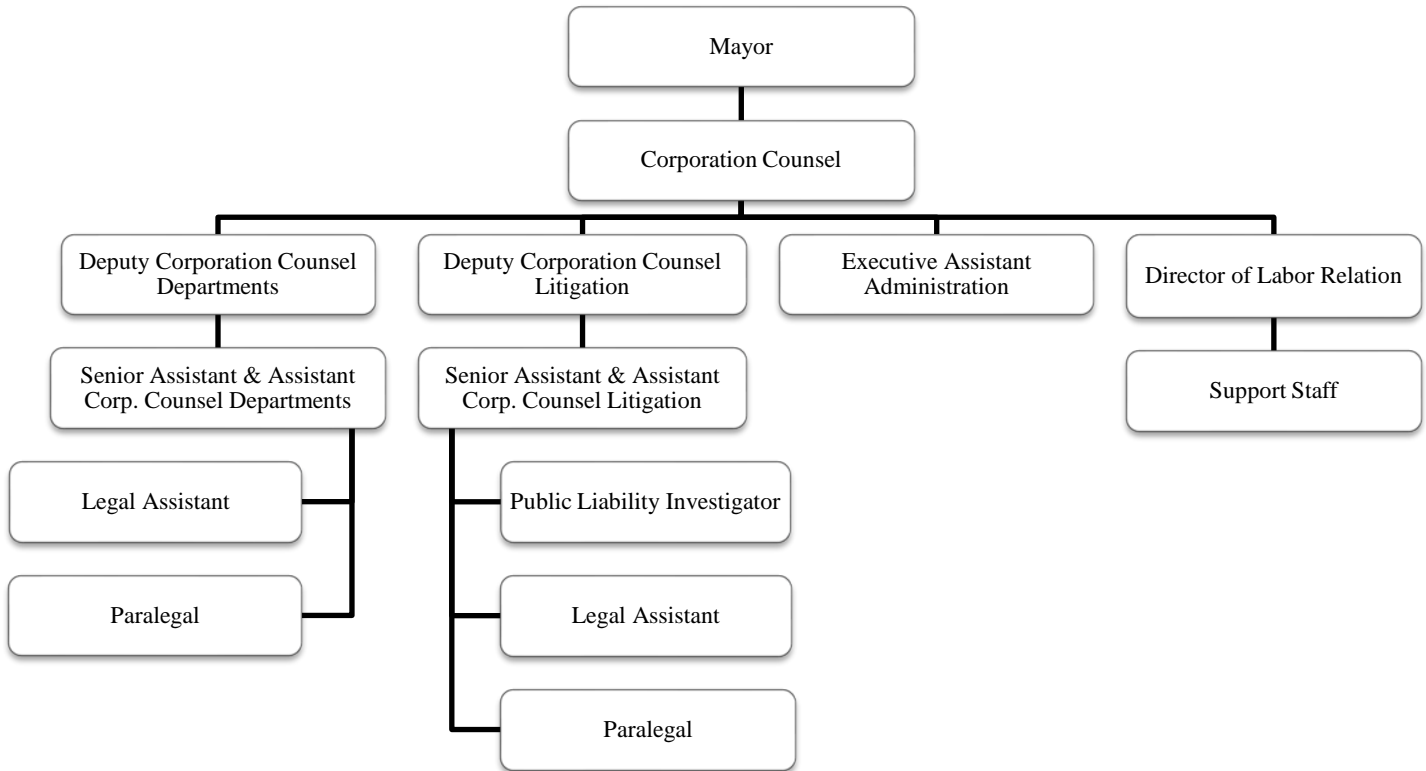 Mayor
Corporation Counsel
Deputy Corporation Counsel
Departments
Deputy Corporation Counsel
Litigation
Executive Assistant
Administration
Director of Labor Relation
Senior Assistant & Assistant
Corp. Counsel Departments
Senior Assistant & Assistant
Corp. Counsel Litigation
Support Staff
Legal Assistant
Public Liability Investigator
Paralegal
Legal Assistant
Paralegal